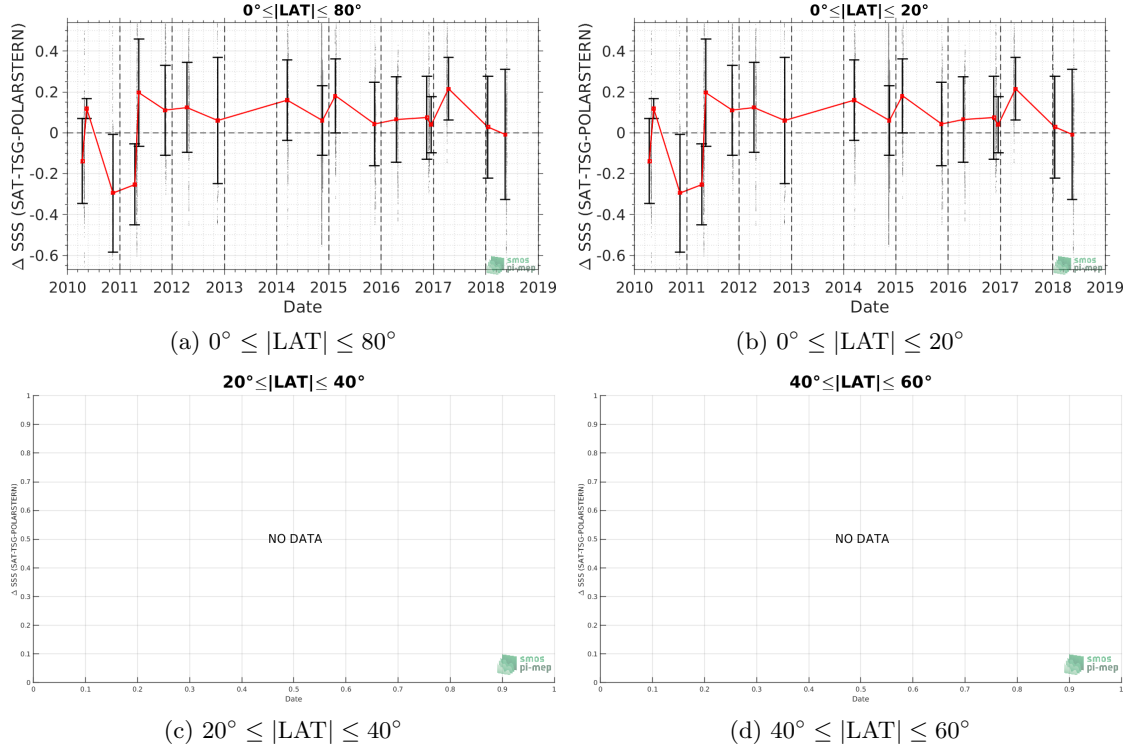 0°≤|LAT|≤ 80°
Δ SSS (SAT-TSG-POLARSTERN)
0.4
0.2
0
-0.2
-0.4
-0.6
2010 2011 2012 2013 2014 2015 2016 2017 2018 2019
Date
smos
pi-mep
(a) 0° ≤ |LAT| ≤ 80°
0°≤|LAT|≤ 20°
Δ SSS (SAT-TSG-POLARSTERN)
0.4
0.2
0
-0.2
-0.4
-0.6
2010 2011 2012 2013 2014 2015 2016 2017 2018 2019
Date
smos
pi-mep
(b) 0° ≤ |LAT| ≤ 20°
20°≤|LAT|≤ 40°
Δ SSS (SAT-TSG-POLARSTERN)
1
0.9
0.8
0.7
0.6
0.5
0.4
0.3
0.2
0.1
0
NO DATA
smos
pi-mep
0 0.1 0.2 0.3 0.4 0.5 0.6 0.7 0.8 0.9 1
Date
(c) 20° ≤ |LAT| ≤ 40°
40°≤|LAT|≤ 60°
Δ SSS (SAT-TSG-POLARSTERN)
1
0.9
0.8
0.7
0.6
0.5
0.4
0.3
0.2
0.1
0
NO DATA
smos
pi-mep
0 0.1 0.2 0.3 0.4 0.5 0.6 0.7 0.8 0.9 1
Date
(d) 40° ≤ |LAT| ≤ 60°